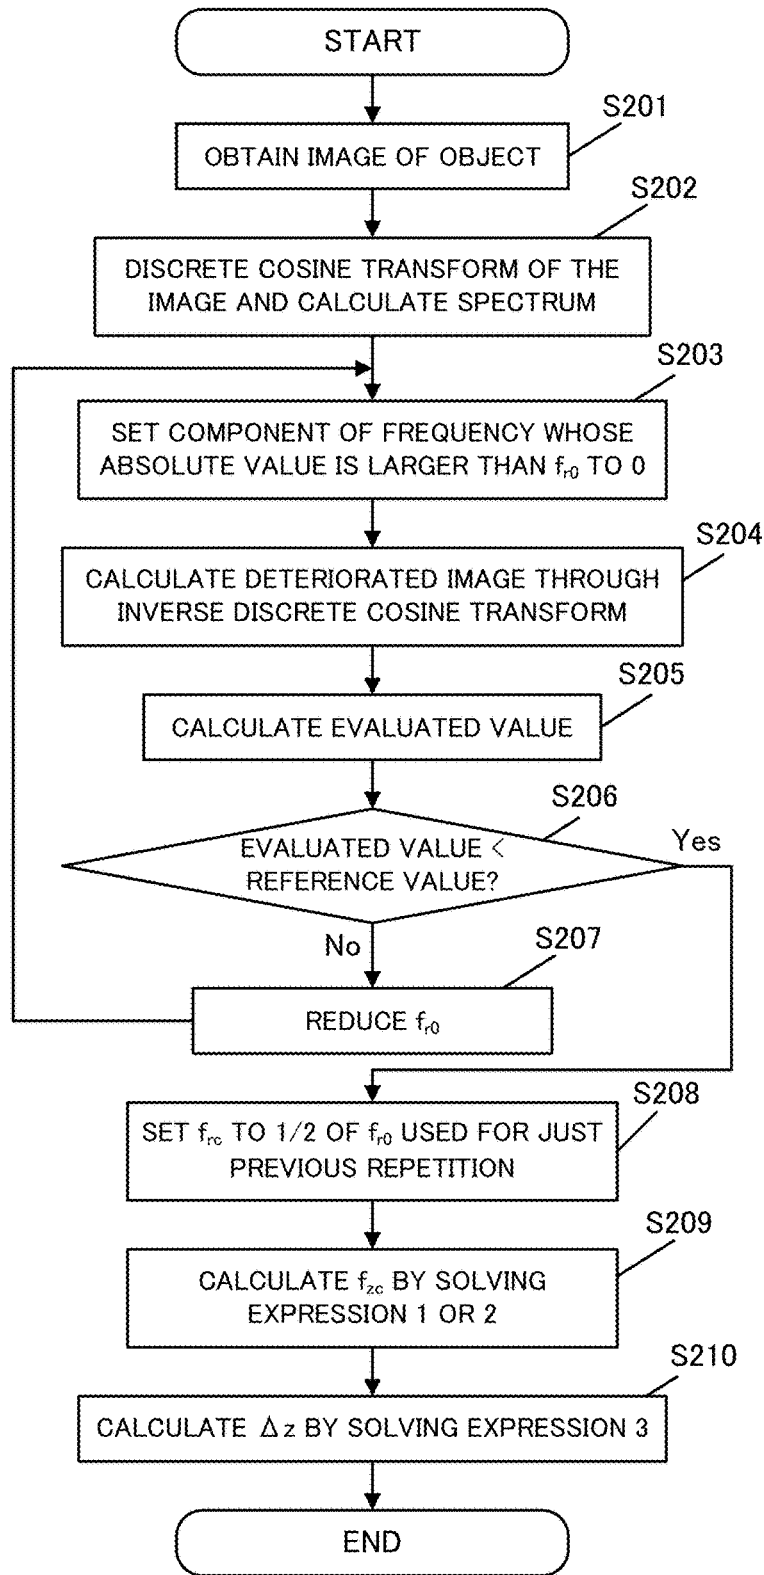 START
S201
OBTAIN IMAGE OF OBJECT
S202
DISCRETE COSINE TRANSFORM OF THE
IMAGE AND CALCULATE SPECTRUM
S203
SET COMPONENT OF FREQUENCY WHOSE
ABSOLUTE VALUE IS LARGER THAN fr0 TO 0
S204
CALCULATE DETERIORATED IMAGE THROUGH
INVERSE DISCRETE COSINE TRANSFORM
S205
CALCULATE EVALUATED VALUE
S206
EVALUATED VALUE <
REFERENCE VALUE?
Yes
No
S207
REDUCE fr0
S208
SET frc TO 1/2 OF fr0 USED FOR JUST
PREVIOUS REPETITION
S209
CALCULATE fzc BY SOLVING
EXPRESSION 1 OR 2
S210
CALCULATE Δz BY SOLVING EXPRESSION 3
END